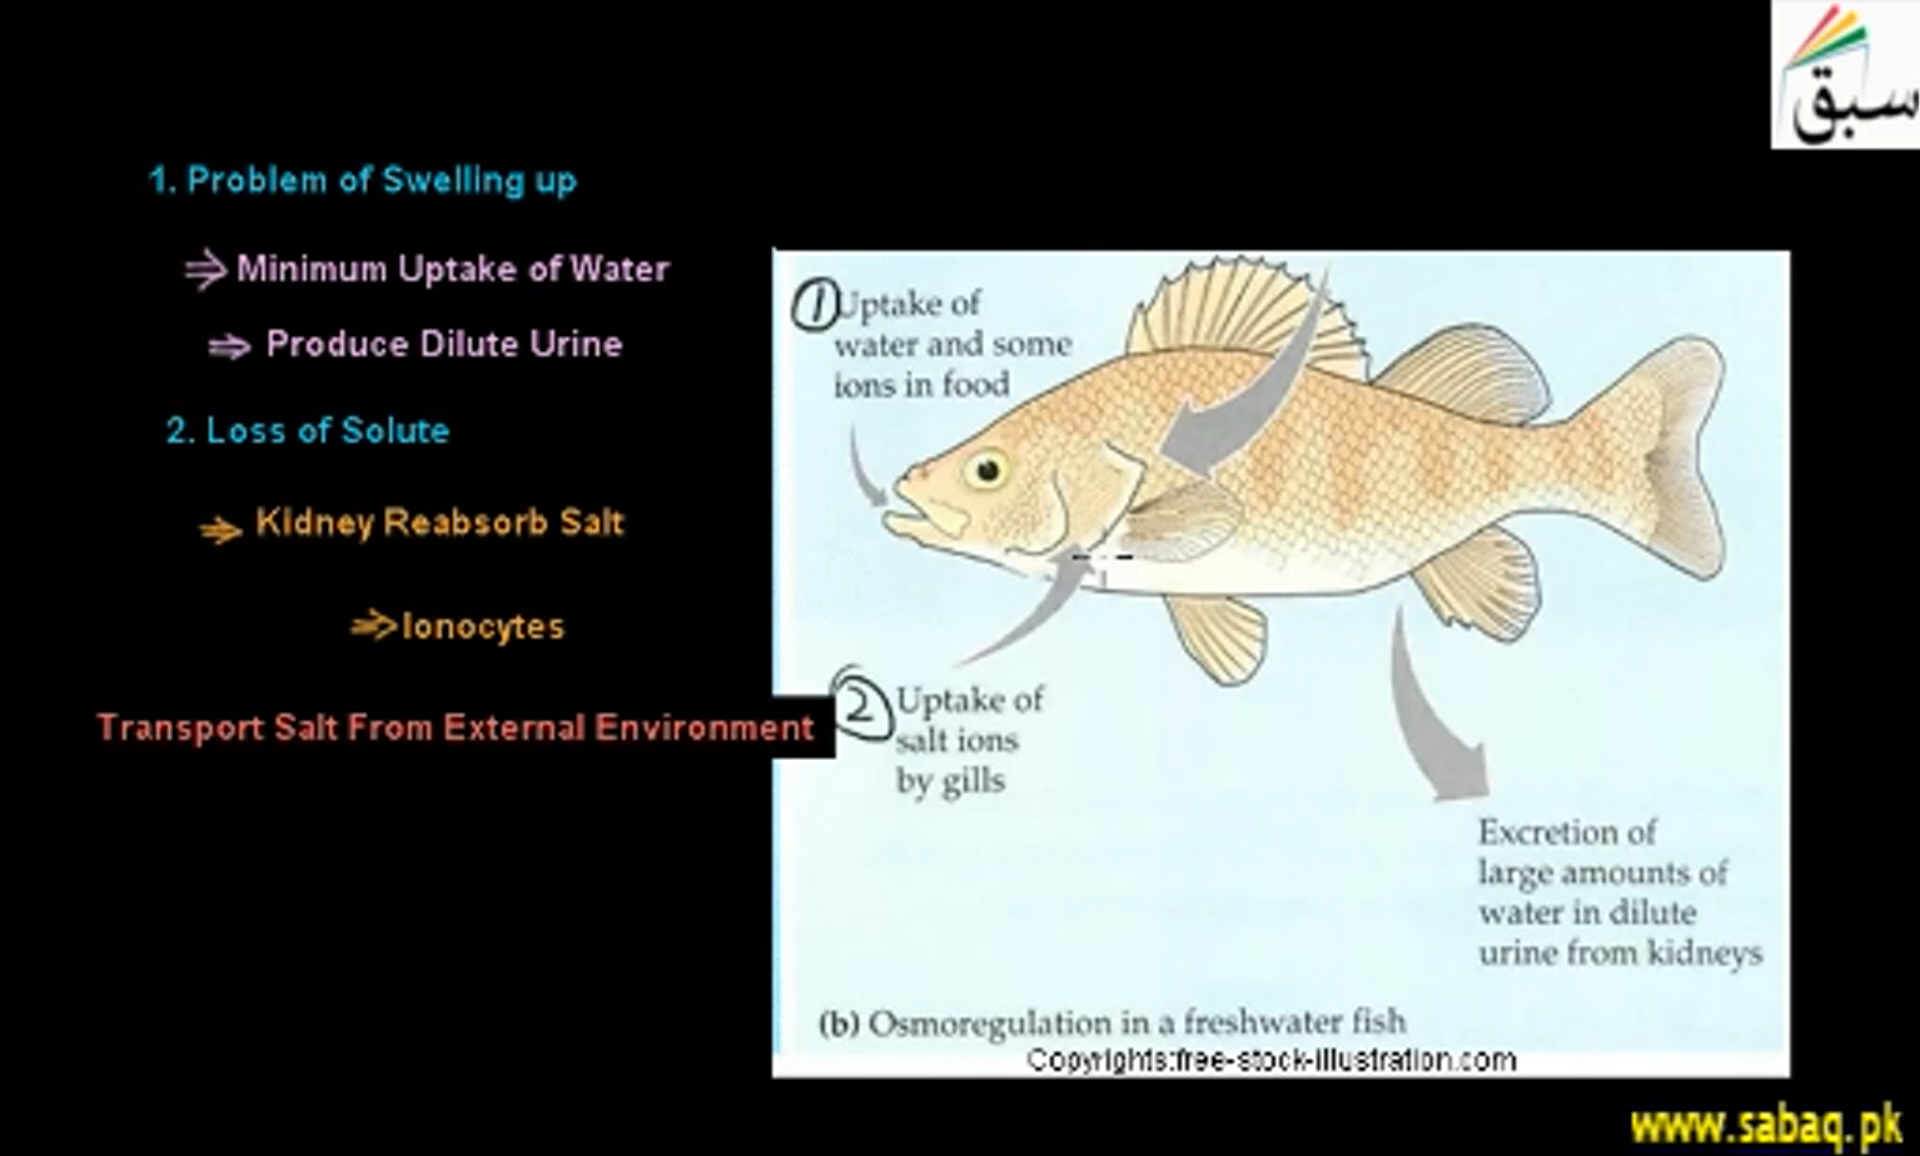 سبق
1. Problem of Swelling up
⇒ Minimum Uptake of Water
⇒ Produce Dilute Urine
2. Loss of Solute
⇒ Kidney Reabsorb Salt
⇒ Ionocytes
Transport Salt From External Environment
1 Uptake of
water and some
ions in food
2 Uptake of
salt ions
by gills
Excretion of
large amounts of
water in dilute
urine from kidneys
(b) Osmoregulation in a freshwater fish
Copyrights:free-stock-illustration.com
www.sabaq.pk